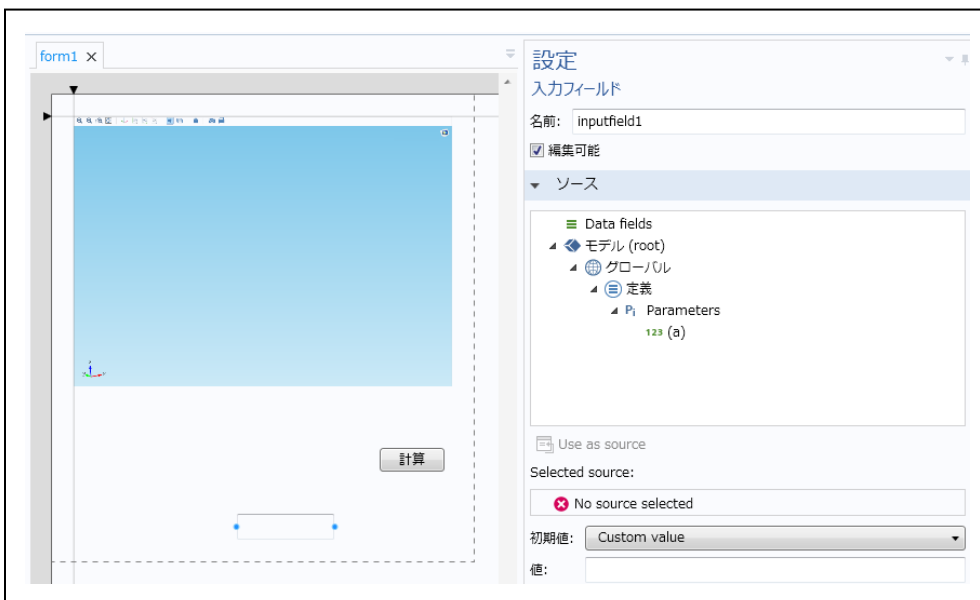 form1
計算
設定
入力フィールド
名前: inputfield1
編集可能
ソース
Data fields
モデル (root)
グローバル
定義
Pi Parameters
123 (a)
Use as source
Selected source:
No source selected
初期値: Custom value
値: